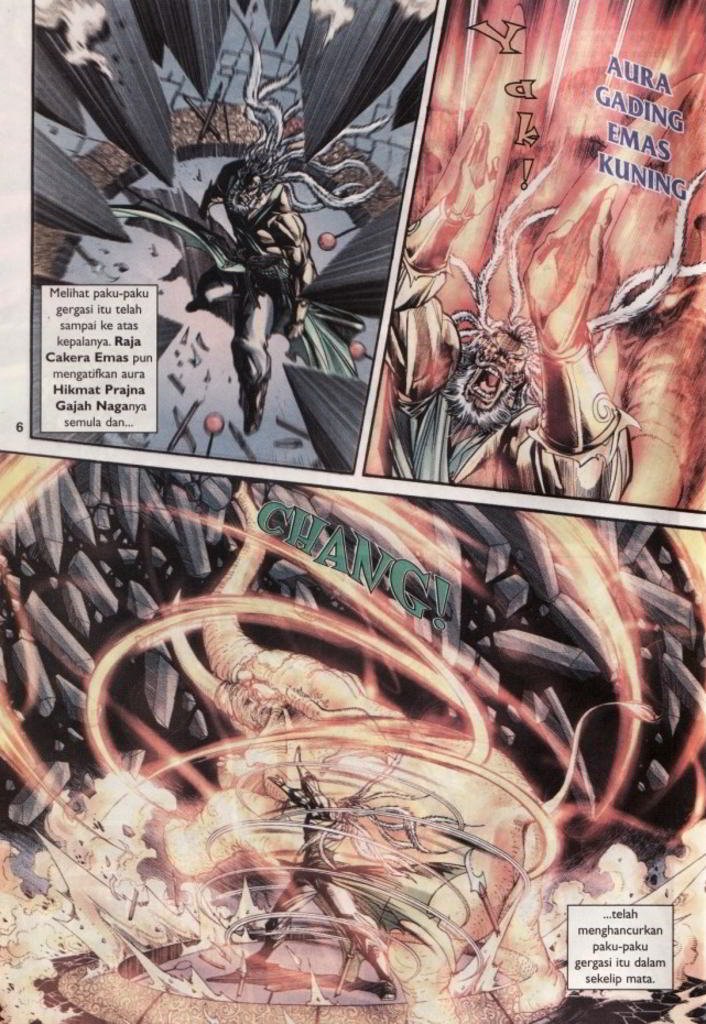 Melihat paku-paku
gergasi itu telah
sampai ke atas
kepalanya. Raja
Cakera Emas pun
mengatifkan aura
Hikmat Prajna
Gajah Naganya
semula dan...
Yak!
AURA
GADING
EMAS
KUNING
6
CHANG!
...telah
menghancurkan
paku-paku
gergasi itu dalam
sekelip mata.